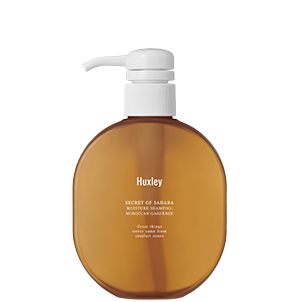 Huxley
SECRET OF SAHARA
MOISTURE SHAMPOO;
MOROCCAN GARDENER
Great things
never came from
comfort zones